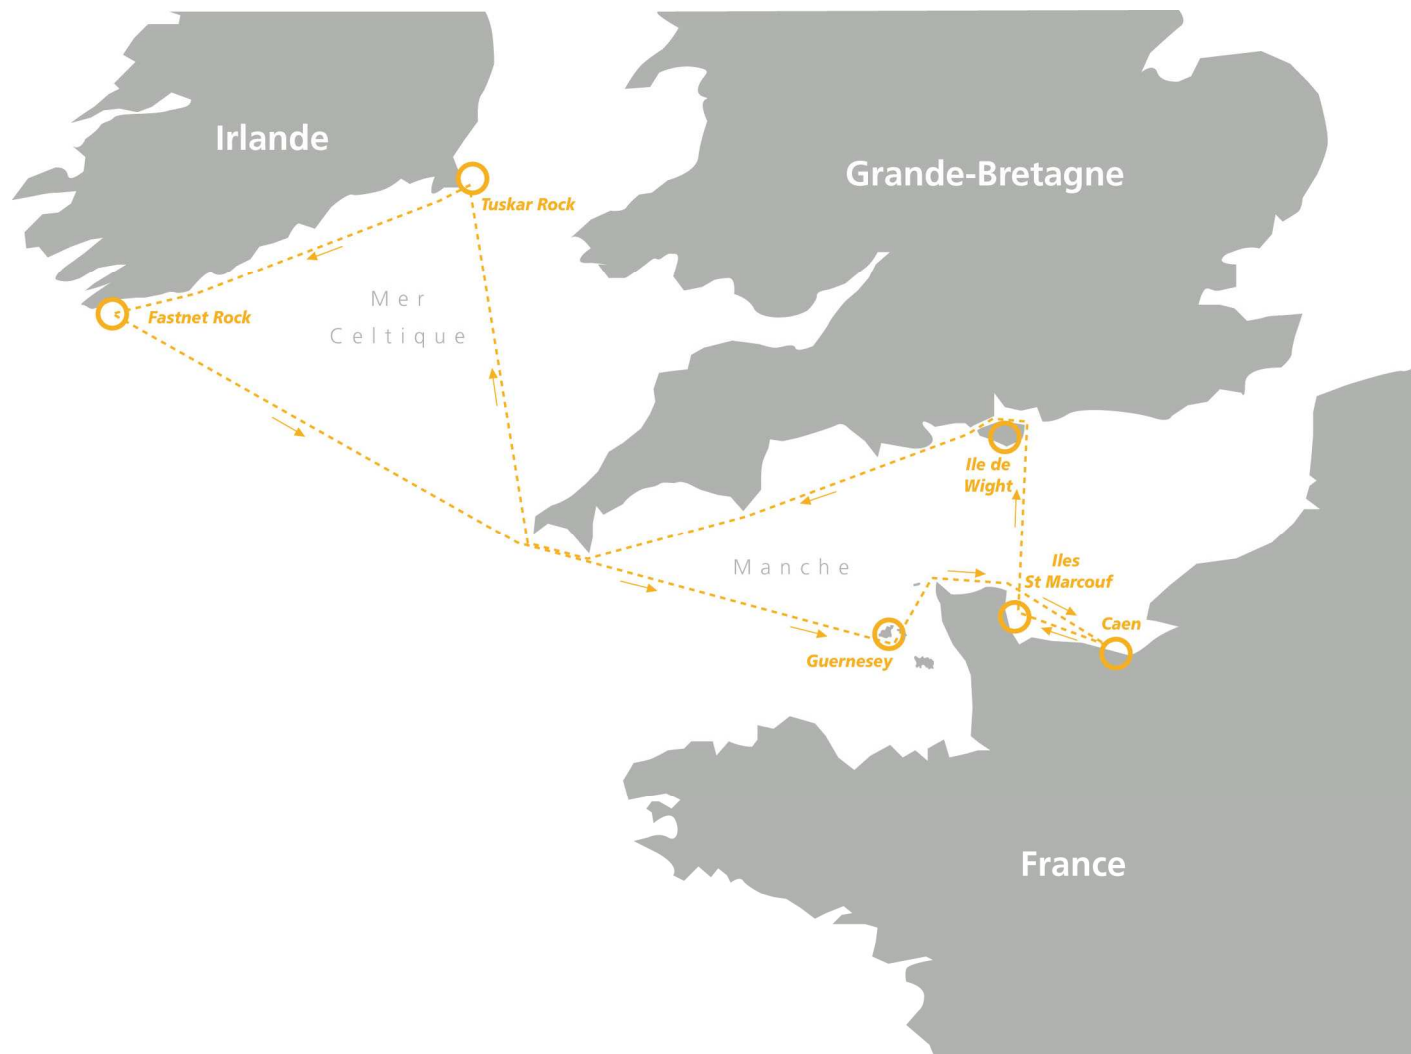 Irlande
Grande-Bretagne
Tuskar Rock
Mer
Celtique
Fastnet Rock
Ile de
Wight
Manche
Iles
St Marcouf
Caen
Guernesey
France